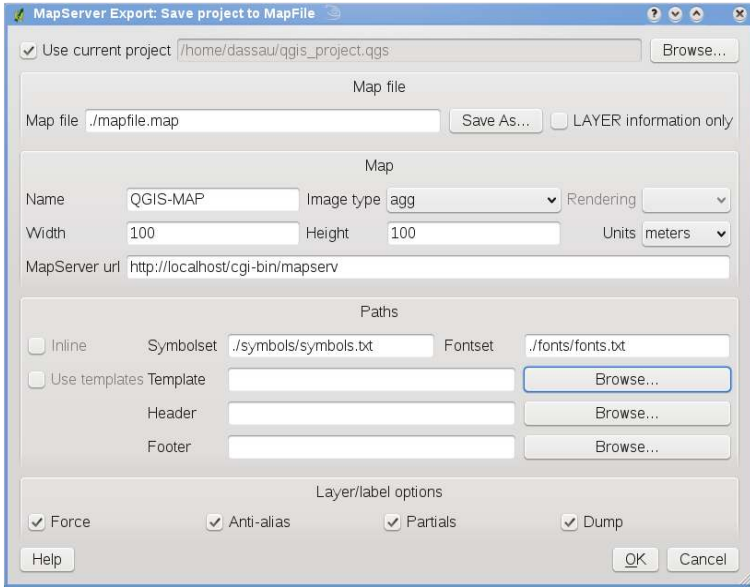 MapServer Export: Save project to MapFile
Use current project /home/dassau/qgis_project.qgs Browse...
Map file
Map file ./mapfile.map Save As... LAYER information only
Map
Name QGIS-MAP Image type agg Rendering
Width 100 Height 100 Units meters
MapServer url http://localhost/cgi-bin/mapserv
Paths
Inline Symbolset ./symbols/symbols.txt Fontset ./fonts/fonts.txt
Use templates Template Browse...
Header Browse...
Footer Browse...
Layer/label options
Force Anti-alias Partials Dump
Help OK Cancel